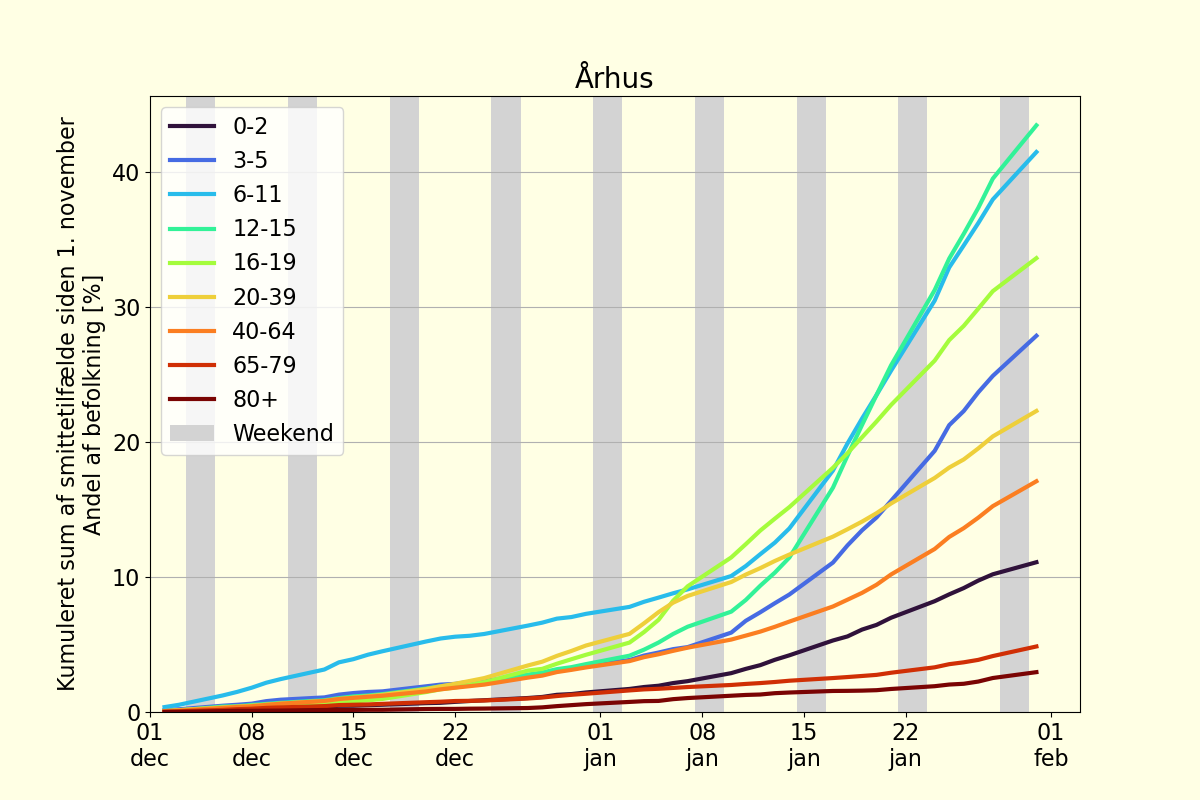 Århus
Kumuleret sum af smittetilfælde siden 1. november
Andel af befolkning [%]
40
30
20
10
0
0-2
3-5
6-11
12-15
16-19
20-39
40-64
65-79
80+
Weekend
01 08 15 22 01 08 15 22 01
dec dec dec dec jan jan jan jan feb